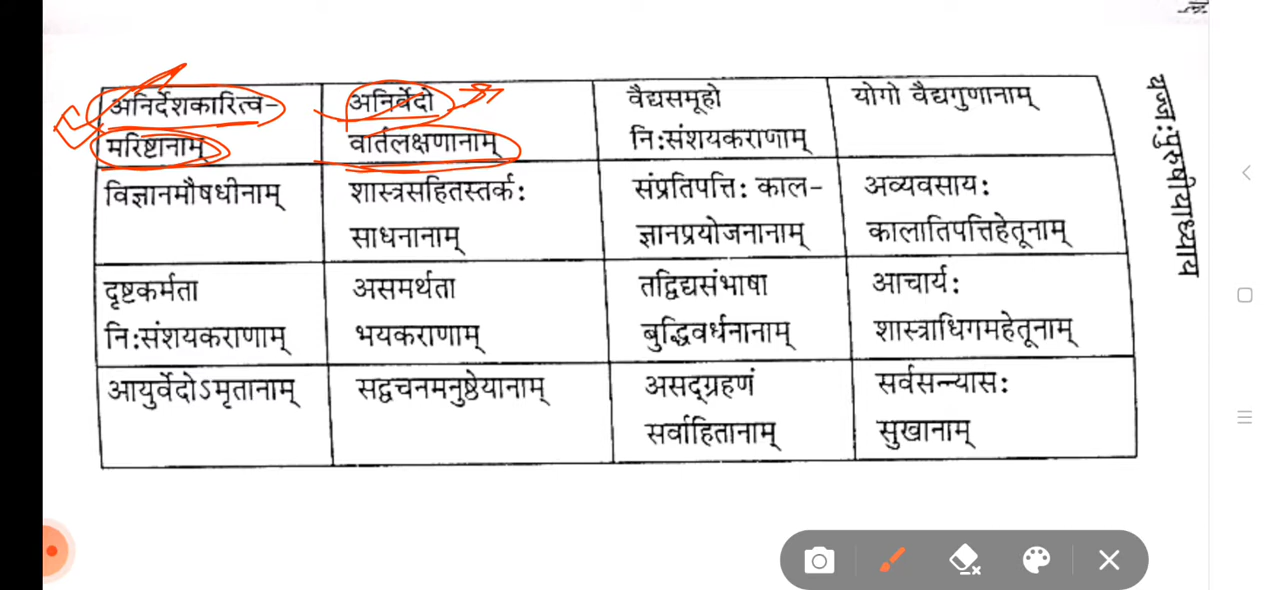 अनिर्देशकारित्व-
मरिष्टानाम्
अनिर्वेदो
वार्तलक्षणानाम्
वैद्यसमूहो
नि:संशयकराणाम्
योगो वैद्यगुणानाम्
विज्ञानमौषधीनाम्
शास्त्रसहितस्तर्क:
साधनानाम्
संप्रतिपत्ति: काल-
ज्ञानप्रयोजनानाम्
अव्यवसाय:
कालातिपत्तिहेतूनाम्
दृष्टकर्मता
नि:संशयकराणाम्
असमर्थता
भयकराणाम्
तद्विद्यसंभाषा
बुद्धिवर्धनानाम्
आचार्य:
शास्त्राधिगमहेतूनाम्
आयुर्वेदोऽमृतानाम्
सद्वचनमनुष्ठेयानाम्
असद्ग्रहणं
सर्वाहितानाम्
सर्वसन्न्यास:
सुखानाम्
यज्ज:पुरुषीयाध्याय